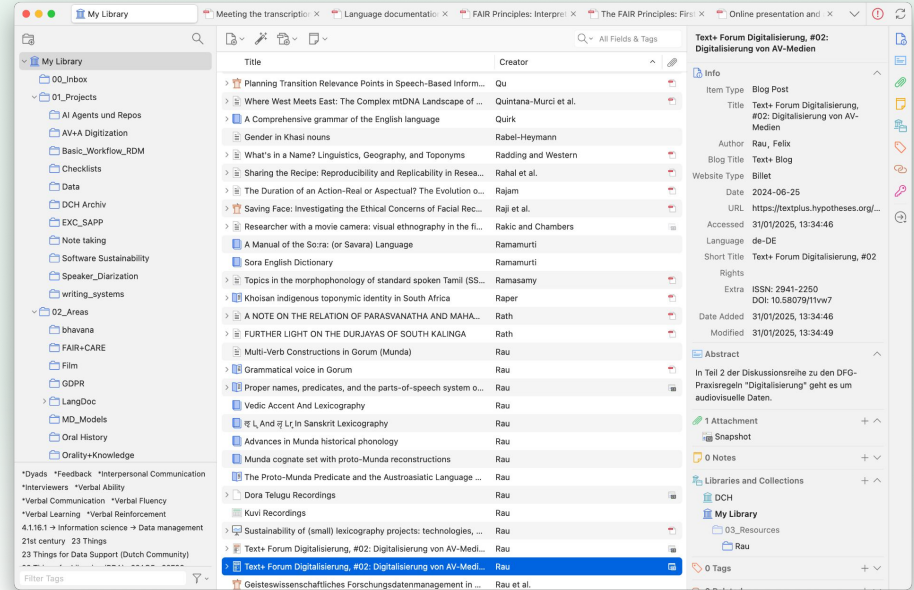 My Library
Meeting the transcription
Language documentation
FAIR Principles: Interpret
The FAIR Principles: Firs
Online presentation and
All Fields & Tags
My Library
00_Inbox
01_Projects
AI Agents und Repos
AV+A Digitization
Basic_Workflow_RDM
Checklists
Data
DCH Archiv
EXC_SAPP
Note taking
Software Sustainability
Speaker_Diarization
writing_systems
02_Areas
bhavana
FAIR+CARE
Film
GDPR
LangDoc
MD_Models
Oral History
Orality+Knowledge
*Dyads *Feedback *Interpersonal Communication
*Interviewers *Verbal Ability
*Verbal Communication *Verbal Fluency
*Verbal Learning *Verbal Reinforcement
4.1.16.1 → Information science → Data management
21st century 23 Things
23 Things for Data Support (Dutch Community)
Filter Tags
Title Creator
Planning Transition Relevance Points in Speech-Based Inform... Qu
Where West Meets East: The Complex mtDNA Landscape of ... Quintana-Murci et al.
A Comprehensive grammar of the English language Quirk
Gender in Khasi nouns Rabel-Heymann
What's in a Name? Linguistics, Geography, and Toponyms Radding and Western
Sharing the Recipe: Reproducibility and Replicability in Resea... Rahal et al.
The Duration of an Action-Real or Aspectual? The Evolution o... Rajam
Saving Face: Investigating the Ethical Concerns of Facial Rec... Raji et al.
Researcher with a movie camera: visual ethnography in the fi... Rakic and Chambers
A Manual of the So:ra: (or Savara) Language Ramamurti
Sora English Dictionary Ramamurti
Topics in the morphophonology of standard spoken Tamil (SS... Ramasamy
Khoisan indigenous toponymic identity in South Africa Raper
A NOTE ON THE RELATION OF PARASVANATHA AND MAHA... Rath
FURTHER LIGHT ON THE DURJAYAS OF SOUTH KALINGA Rath
Multi-Verb Constructions in Gorum (Munda) Rau
Grammatical voice in Gorum Rau
Proper names, predicates, and the parts-of-speech system o... Rau
Vedic Accent And Lexicography Rau
And Lr̥ In Sanskrit Lexicography Rau
Advances in Munda historical phonology Rau
Munda cognate set with proto-Munda reconstructions Rau
The Proto-Munda Predicate and the Austroasiatic Language ... Rau
Dora Telugu Recordings Rau
Kuvi Recordings Rau
Sustainability of (small) lexicography projects: technologies, ... Rau
Text+ Forum Digitalisierung, #02: Digitalisierung von AV-Medi... Rau
Text+ Forum Digitalisierung, #02: Digitalisierung von AV-Medi... Rau
Geisteswissenschaftliches Forschungsdatenmanagement in ... Rau et al.
Text+ Forum Digitalisierung, #02:
Digitalisierung von AV-Medien
Info
Item Type Blog Post
Title Text+ Forum Digitalisierung,
#02: Digitalisierung von AV-
Medien
Author Rau, Felix
Blog Title Text+ Blog
Website Type Billet
Date 2024-06-25
URL https://textplus.hypotheses.org/...
Accessed 31/01/2025, 13:34:46
Language de-DE
Short Title Text+ Forum Digitalisierung, #02
Rights
Extra ISSN: 2941-2250
DOI: 10.58079/11vw7
Date Added 31/01/2025, 13:34:46
Modified 31/01/2025, 13:34:49
Abstract
In Teil 2 der Diskussionsreihe zu den DFG-
Praxisregeln "Digitalisierung" geht es um
audiovisuelle Daten.
1 Attachment
Snapshot
0 Notes
Libraries and Collections
DCH
My Library
03_Resources
Rau
0 Tags